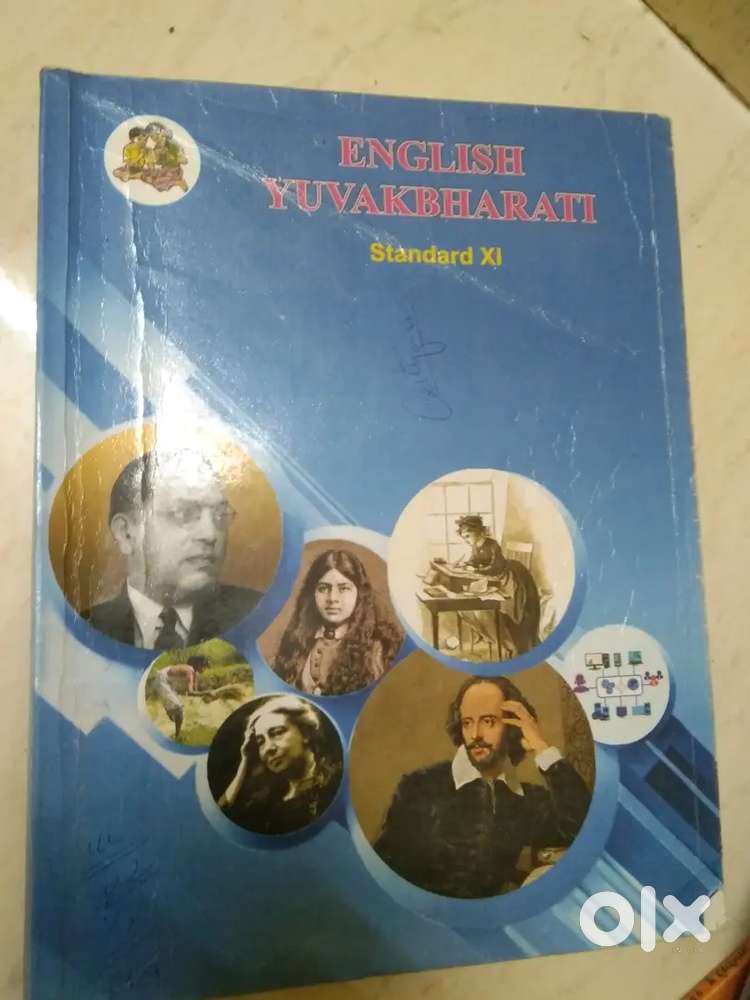 ENGLISH
YUVAKBHARATI
Standard XI
olx